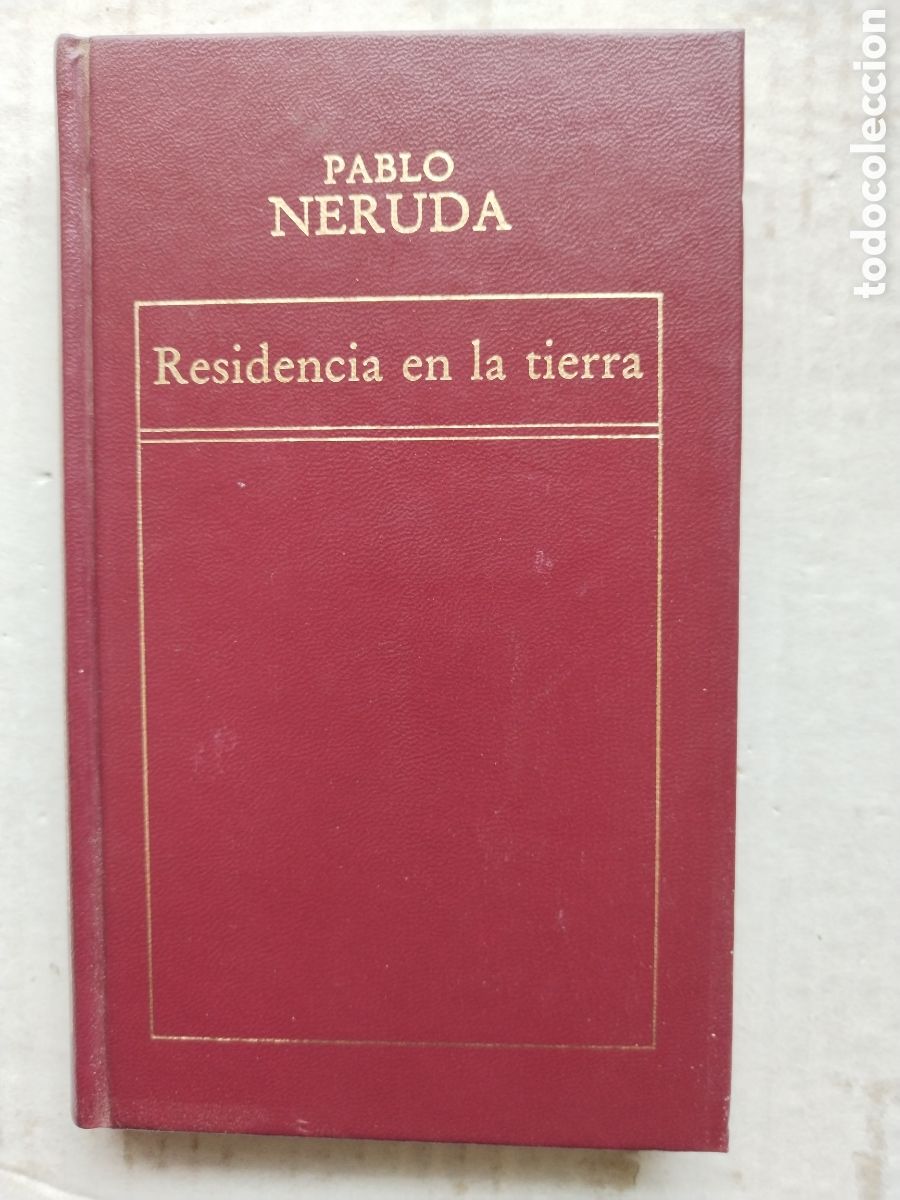 PABLO
NERUDA
Residencia en la tierra
todocoleccion